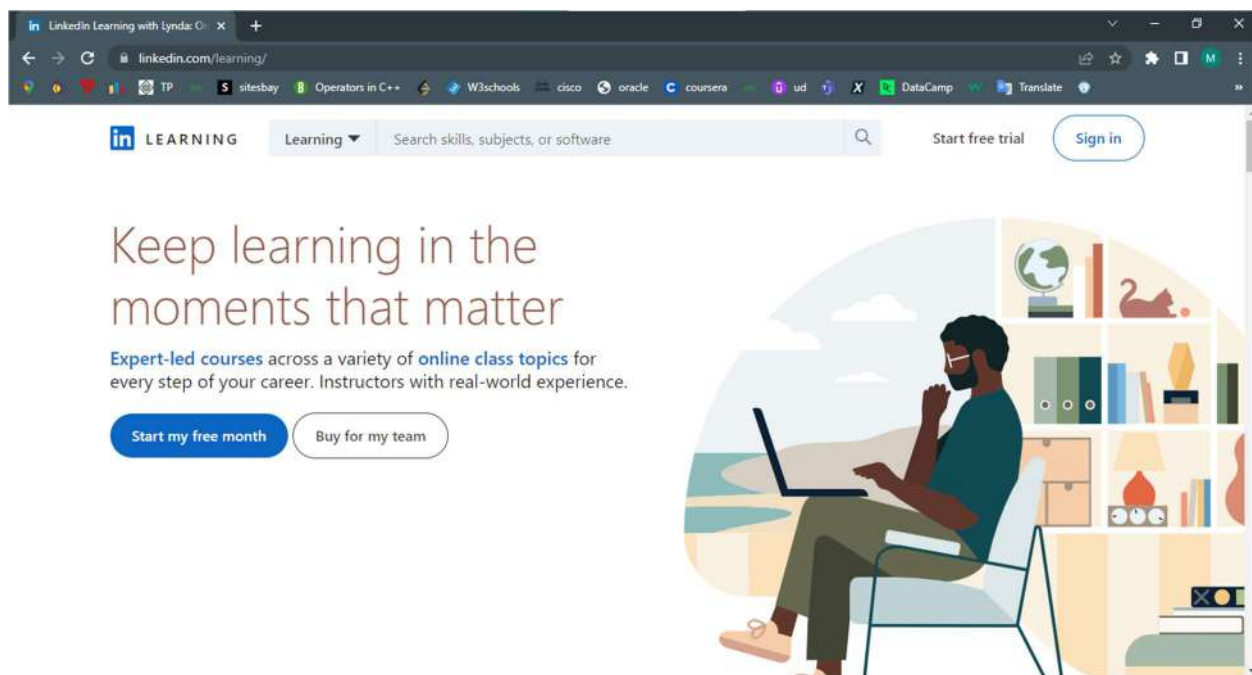 in LinkedIn Learning with Lynda: O
linkedin.com/learning/
M
TP
S sitesbay
8 Operators in C++
W3schools
cisco
oracle
C coursera
ud
X
DataCamp
Translate
»
in LEARNING
Learning
Search skills, subjects, or software
Start free trial
Sign in
Keep learning in the
moments that matter
Expert-led courses across a variety of online class topics for
every step of your career. Instructors with real-world experience.
Start my free month
Buy for my team